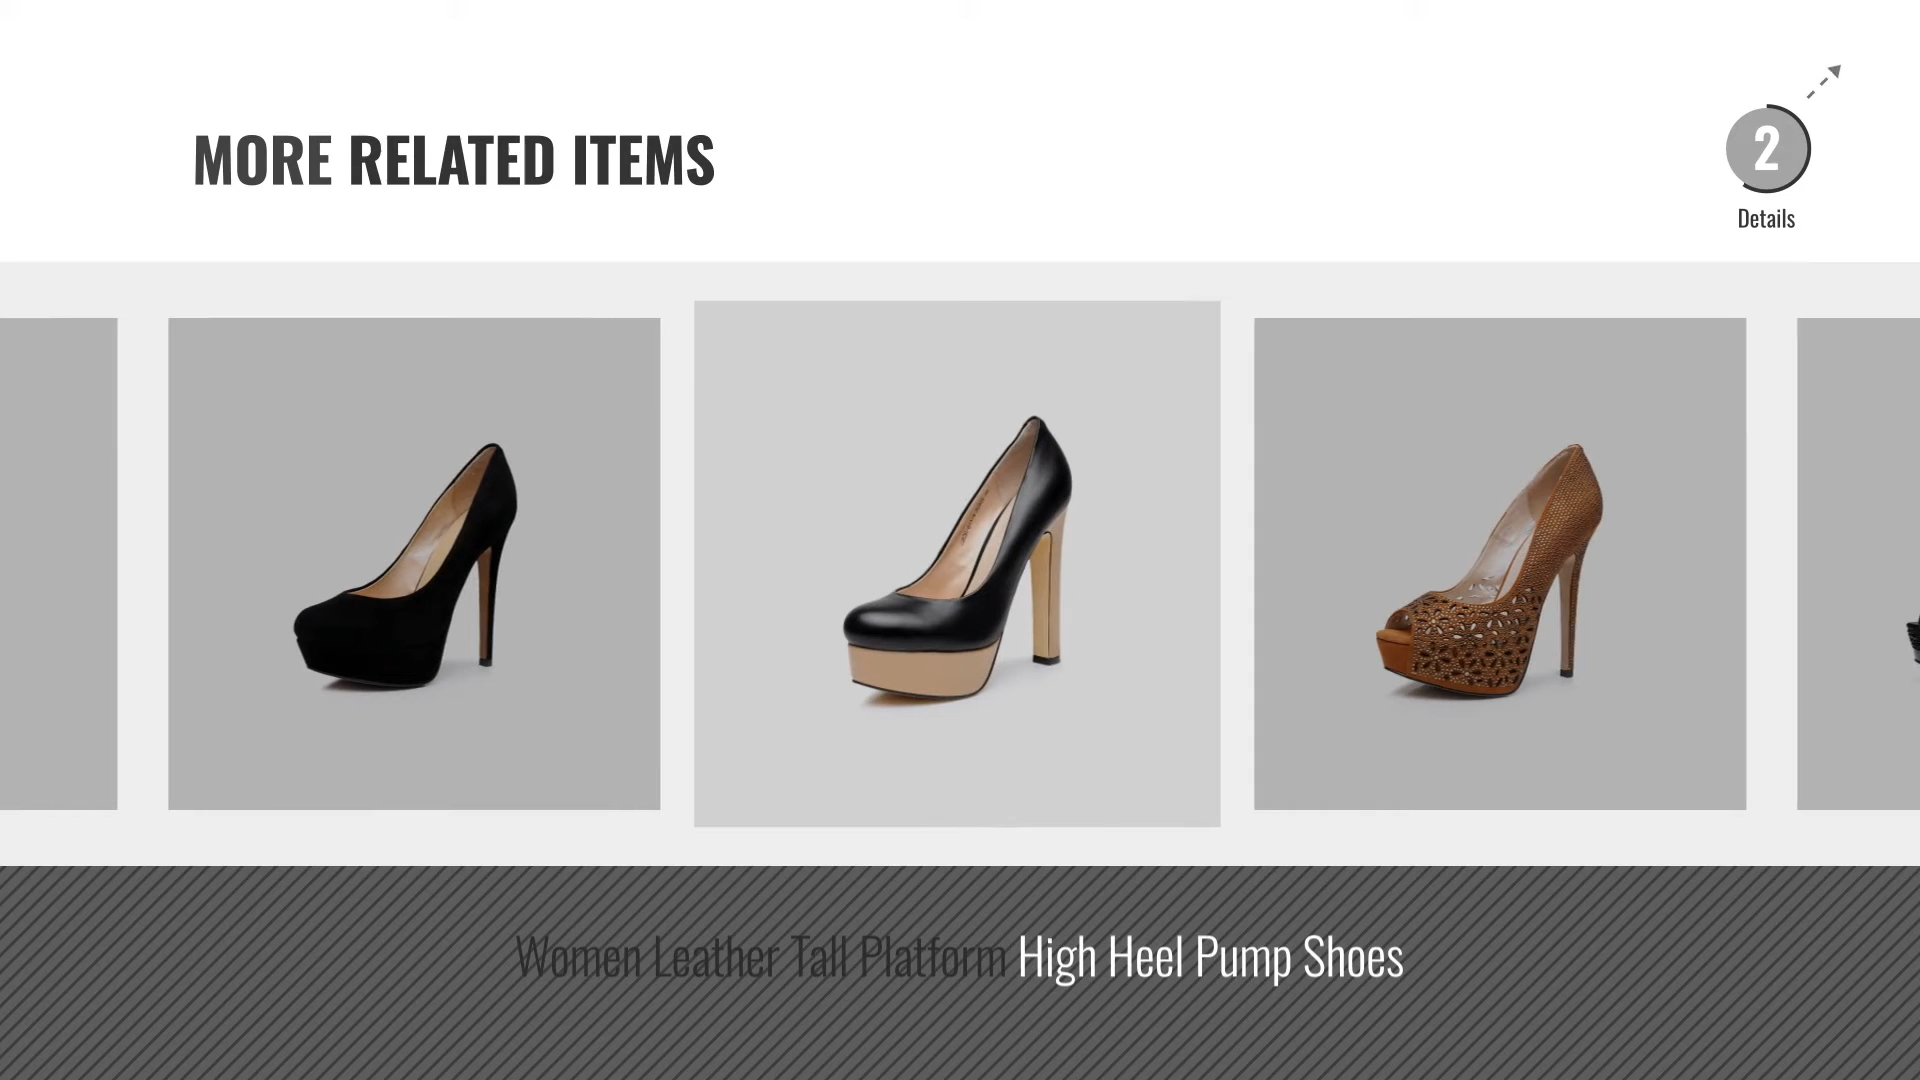 MORE RELATED ITEMS
2
Details
Women Leather Tall Platform High Heel Pump Shoes